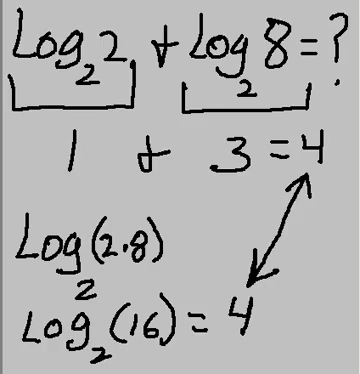 Log₂2 + Log₂8 = ?
1 + 3 = 4
Log₂(2·8)
Log₂(16) = 4